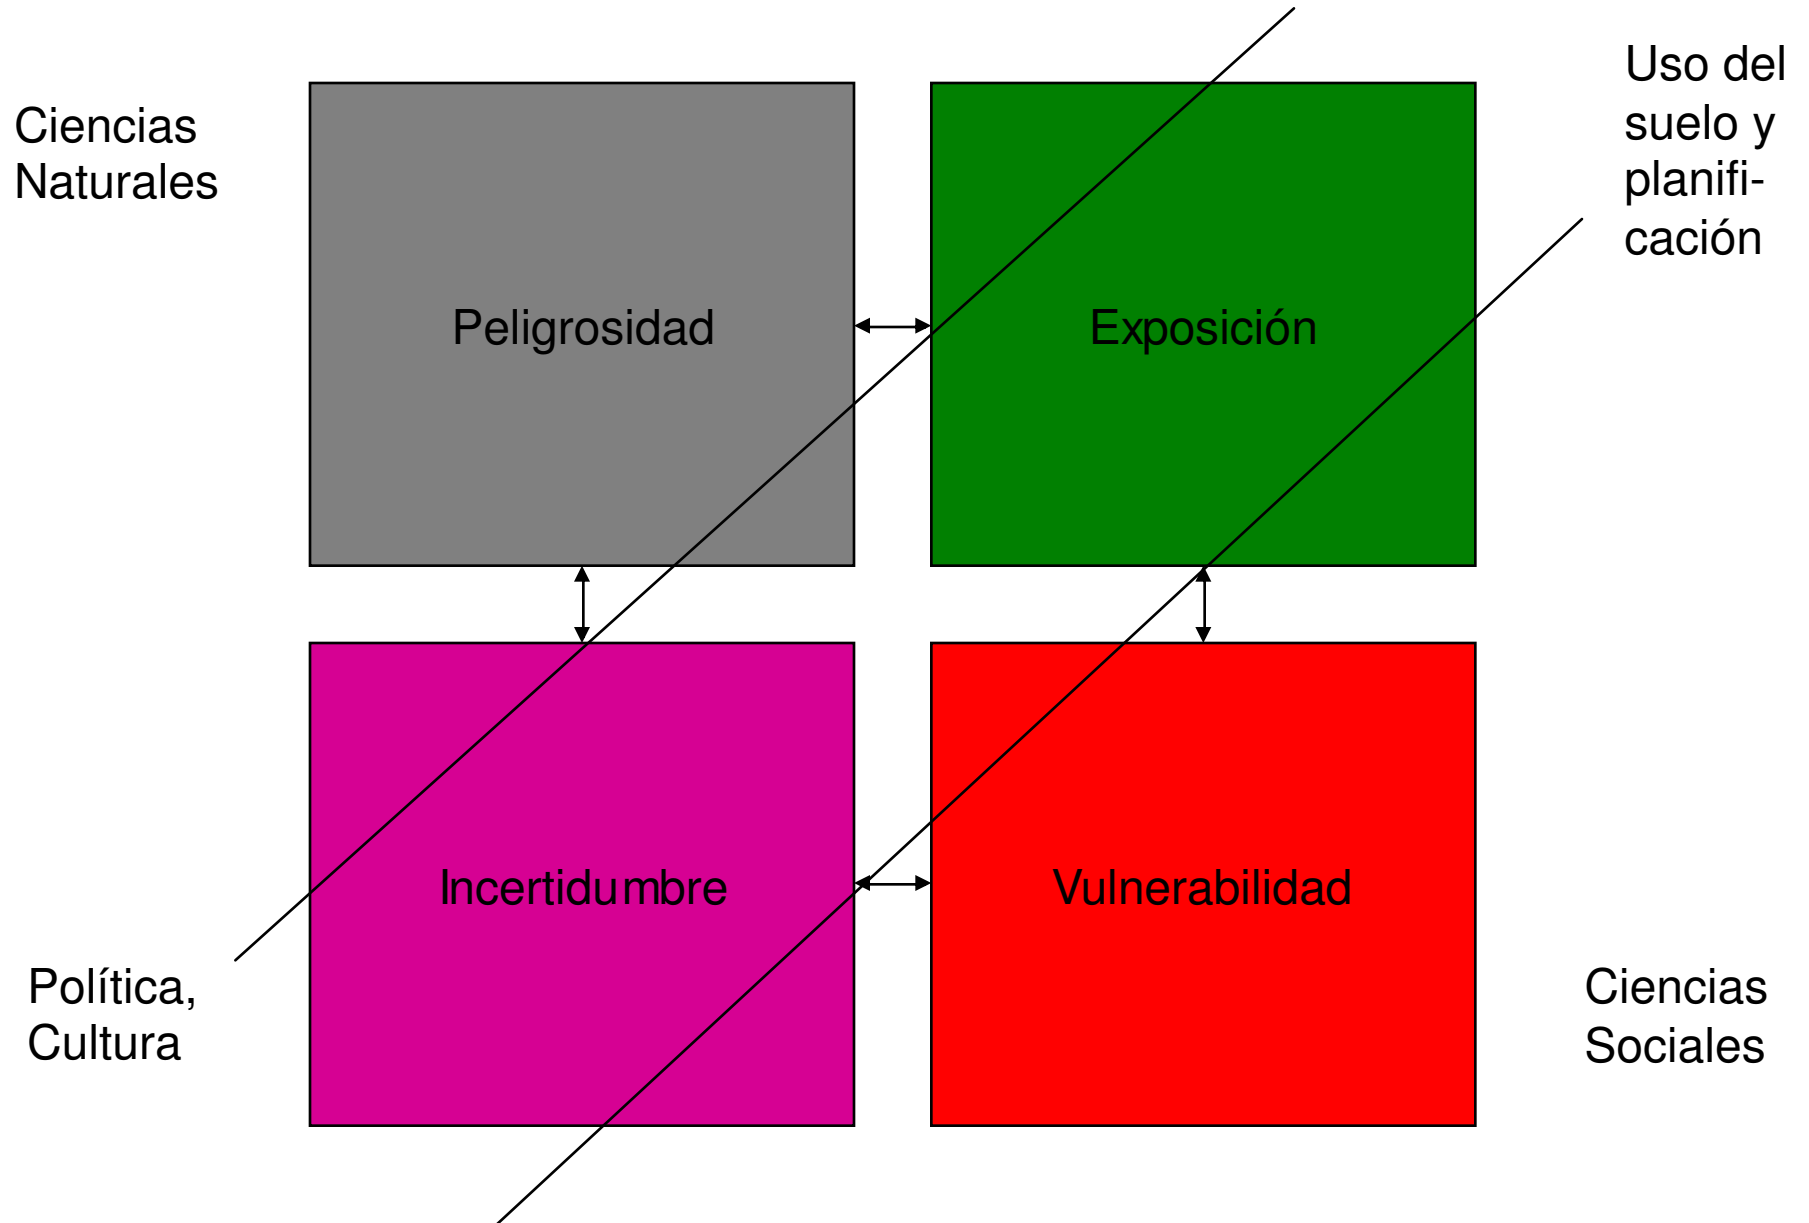 Ciencias
Naturales
Uso del
suelo y
planifi-
cación
Peligrosidad
Exposición
Incertidumbre
Vulnerabilidad
Política,
Cultura
Ciencias
Sociales